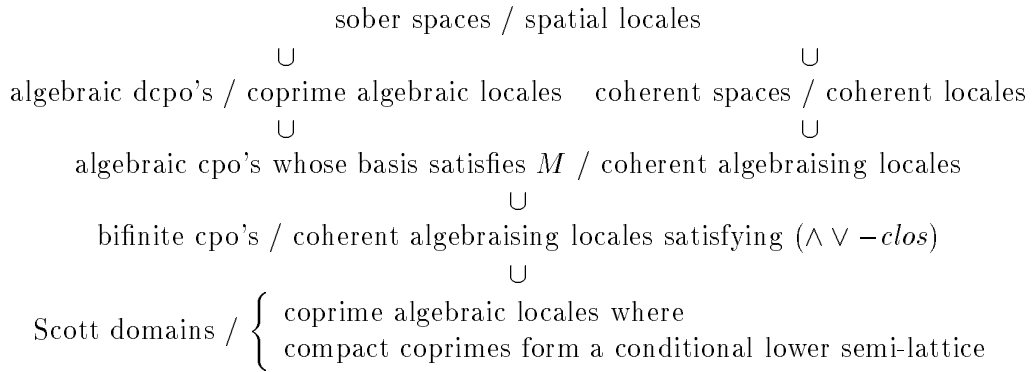 sober spaces / spatial locales
∪ ∪
algebraic dcpo's / coprime algebraic locales coherent spaces / coherent locales
∪ ∪
algebraic cpo's whose basis satisfies M / coherent algebraising locales
∪
bifinite cpo's / coherent algebraising locales satisfying (∧ ∨ −clos)
∪
Scott domains / { coprime algebraic locales where
compact coprimes form a conditional lower semi-lattice